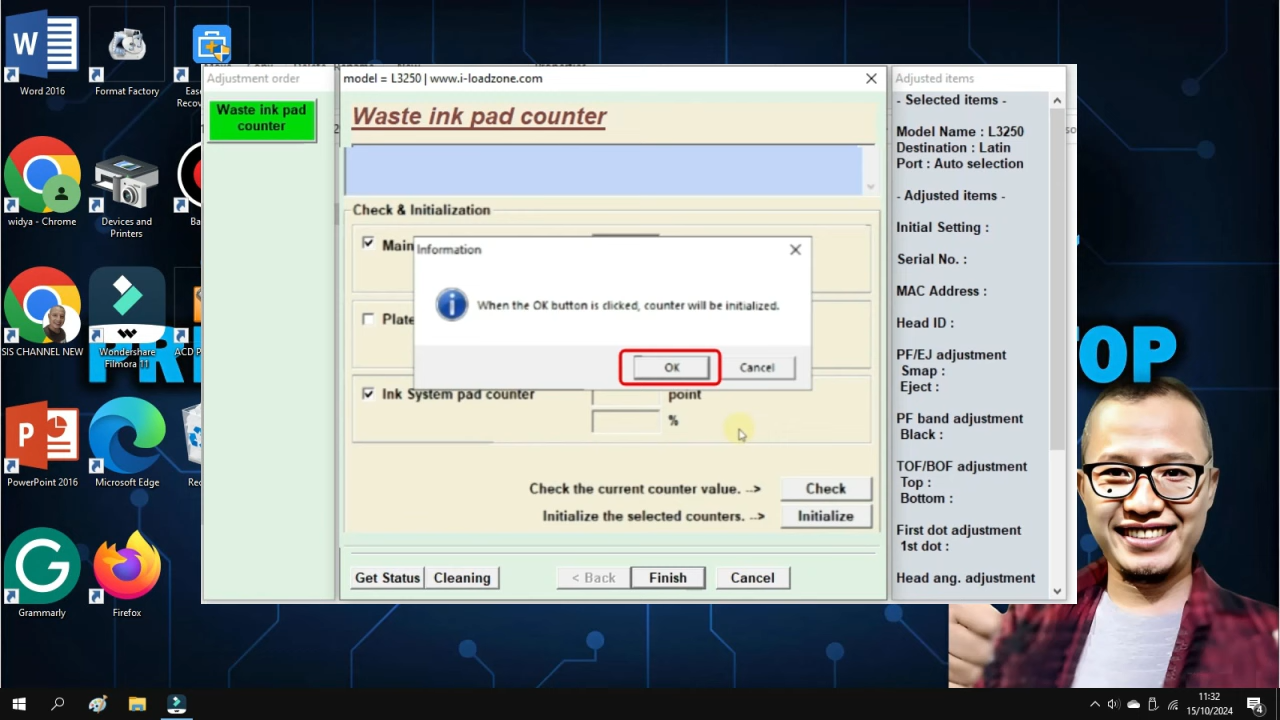 Word 2016
Format Factory
Adjustment order
Waste ink pad
counter
model = L3250 | www.i-loadzone.com
Waste ink pad counter
Check & Initialization
Main
Information
When the OK button is clicked, counter will be initialized.
OK
Cancel
Plate
Ink System pad counter
point
%
Check the current counter value. -->
Check
Initialize the selected counters. -->
Initialize
Get Status
Cleaning
< Back
Finish
Cancel
Adjusted items
- Selected items -
Model Name : L3250
Destination : Latin
Port : Auto selection
- Adjusted items -
Initial Setting :
Serial No. :
MAC Address :
Head ID :
PF/EJ adjustment
Smap :
Eject :
PF band adjustment
Black :
TOF/BOF adjustment
Top :
Bottom :
First dot adjustment
1st dot :
Head ang. adjustment
widya - Chrome
Devices and
Printers
SIS CHANNEL NEW
Wondershare
Filmora 11
ACD P
PRI
TOP
PowerPoint 2016
Microsoft Edge
Rec
Grammarly
Firefox
11:32
15/10/2024
4